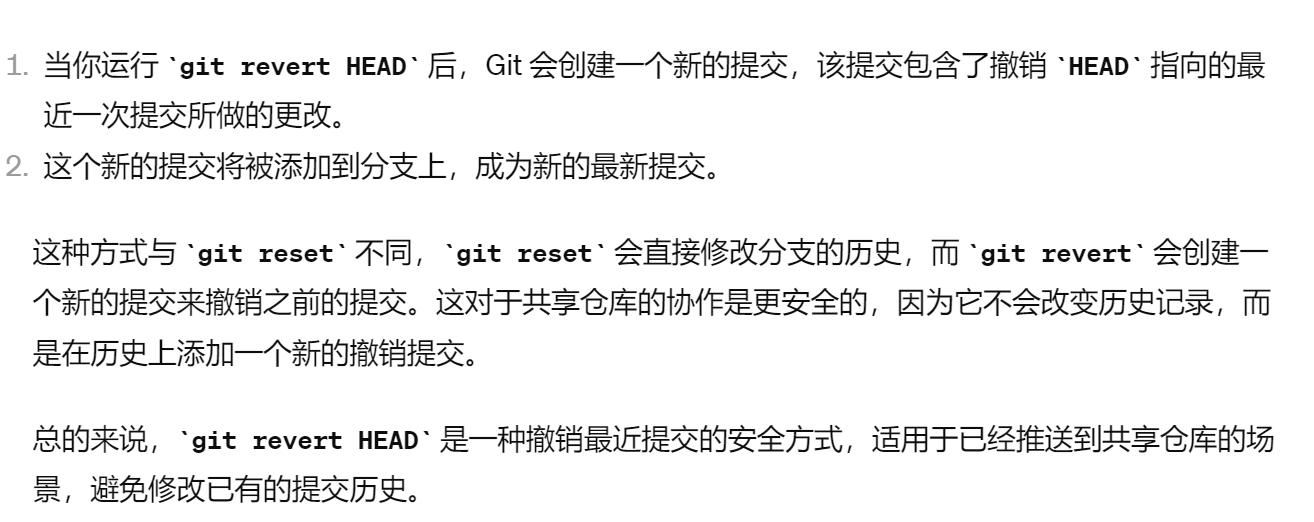 1. 当你运行 `git revert HEAD` 后，Git 会创建一个新的提交，该提交包含了撤销 `HEAD` 指向的最
近一次提交所做的更改。
2. 这个新的提交将被添加到分支上，成为新的最新提交。
这种方式与 `git reset` 不同，`git reset` 会直接修改分支的历史，而 `git revert` 会创建一
个新的提交来撤销之前的提交。这对于共享仓库的协作是更安全的，因为它不会改变历史记录，而
是在历史上添加一个新的撤销提交。
总的来说，`git revert HEAD` 是一种撤销最近提交的安全方式，适用于已经推送到共享仓库的场
景，避免修改已有的提交历史。